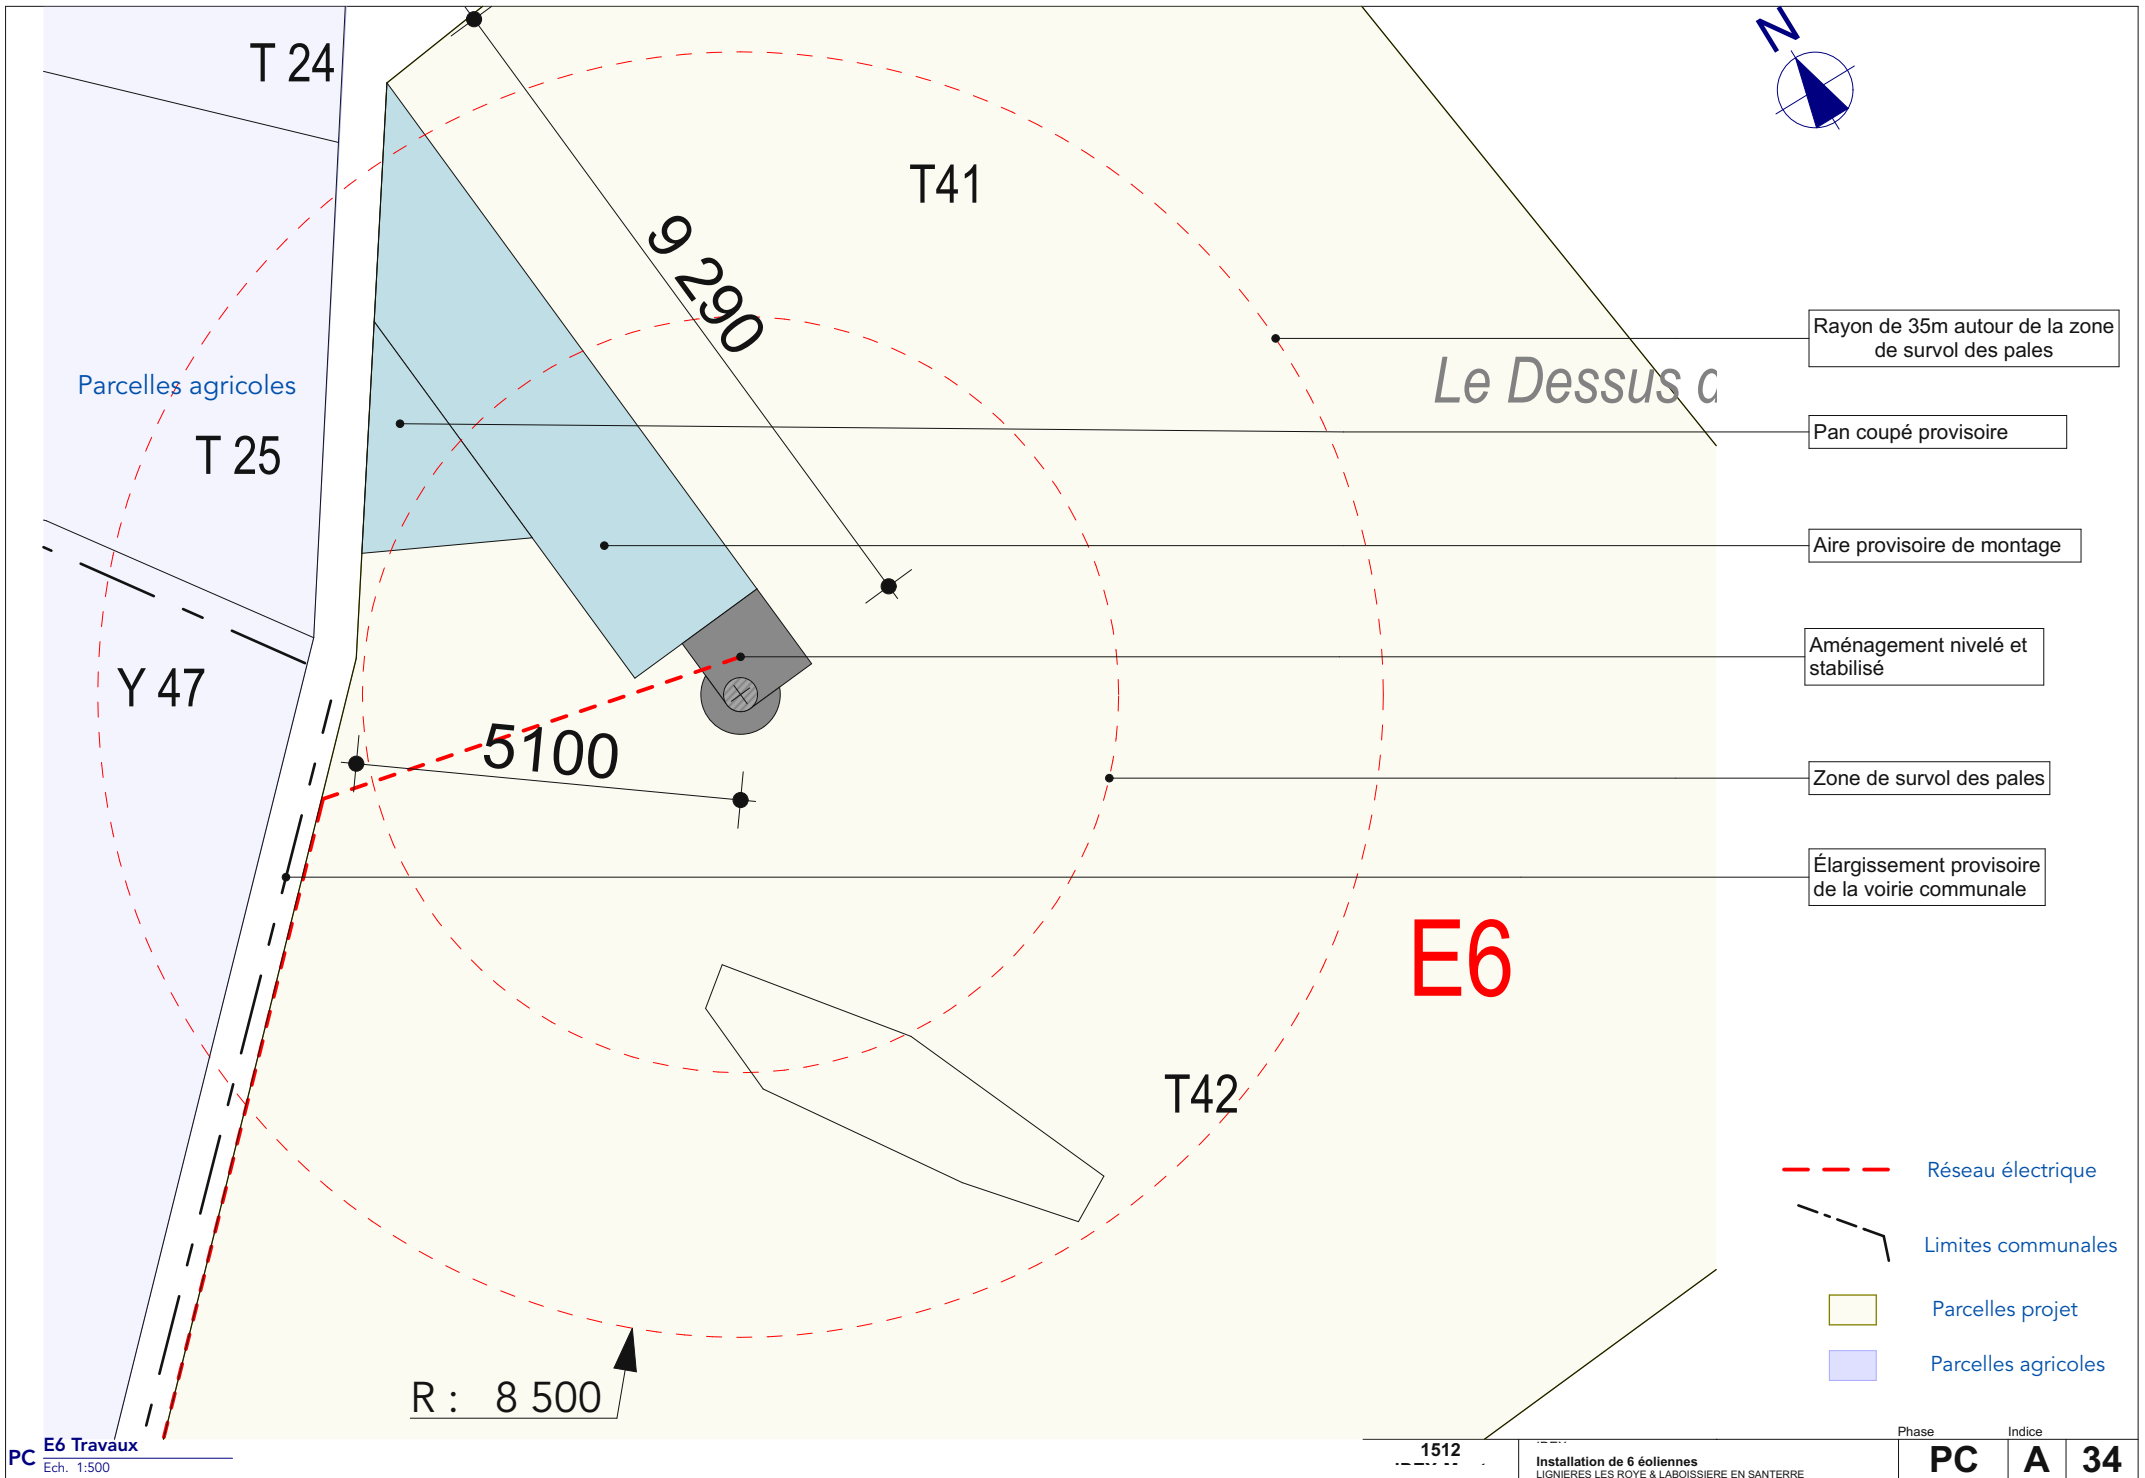 T 24
N
T41
9 290
Rayon de 35m autour de la zone
de survol des pales
Le Dessus d
Parcelles agricoles
Pan coupé provisoire
T 25
Aire provisoire de montage
Aménagement nivelé et
stabilisé
Y 47
5100
Zone de survol des pales
Élargissement provisoire
de la voirie communale
E6
T42
Réseau électrique
Limites communales
Parcelles projet
Parcelles agricoles
R : 8 500
PC
E6 Travaux
Ech. 1:500
1512
Installation de 6 éoliennes
LIGNIERES LES ROYE & LABOISSIERE EN SANTERRE
Phase
PC
Indice
A
34